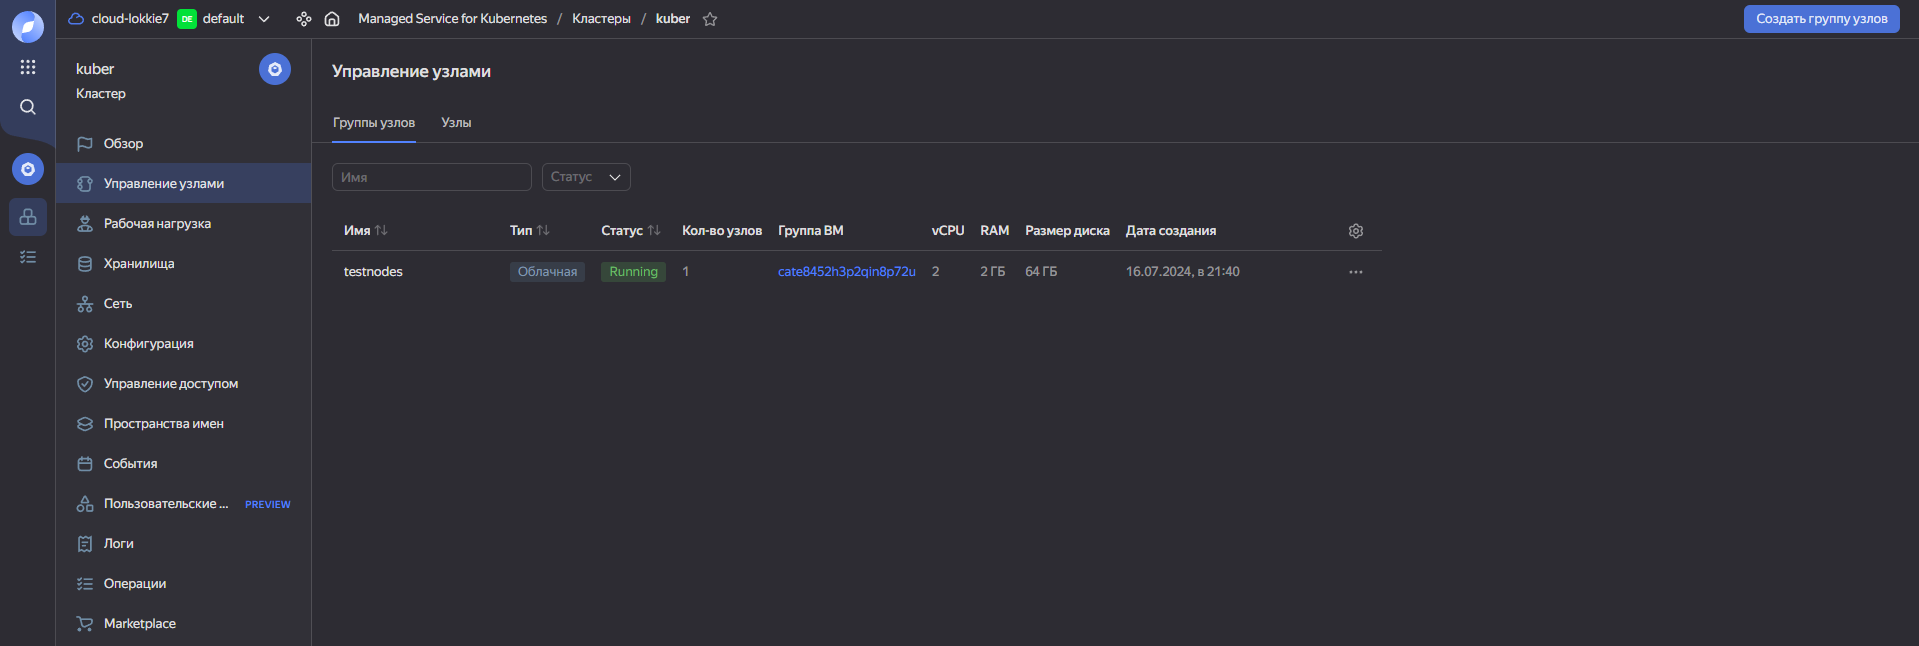 cloud-lokkie7 DE default Managed Service for Kubernetes / Кластеры / kuber Создать группу узлов
kuber
Кластер
Обзор
Управление узлами
Рабочая нагрузка
Хранилища
Сеть
Конфигурация
Управление доступом
Пространства имен
События
Пользовательские ... PREVIEW
Логи
Операции
Marketplace
Управление узлами
Группы узлов Узлы
Имя Статус
Имя Тип Статус Кол-во узлов Группа ВМ vCPU RAM Размер диска Дата создания
testnodes Облачная Running 1 cate8452h3p2qin8p72u 2 2 ГБ 64 ГБ 16.07.2024, в 21:40